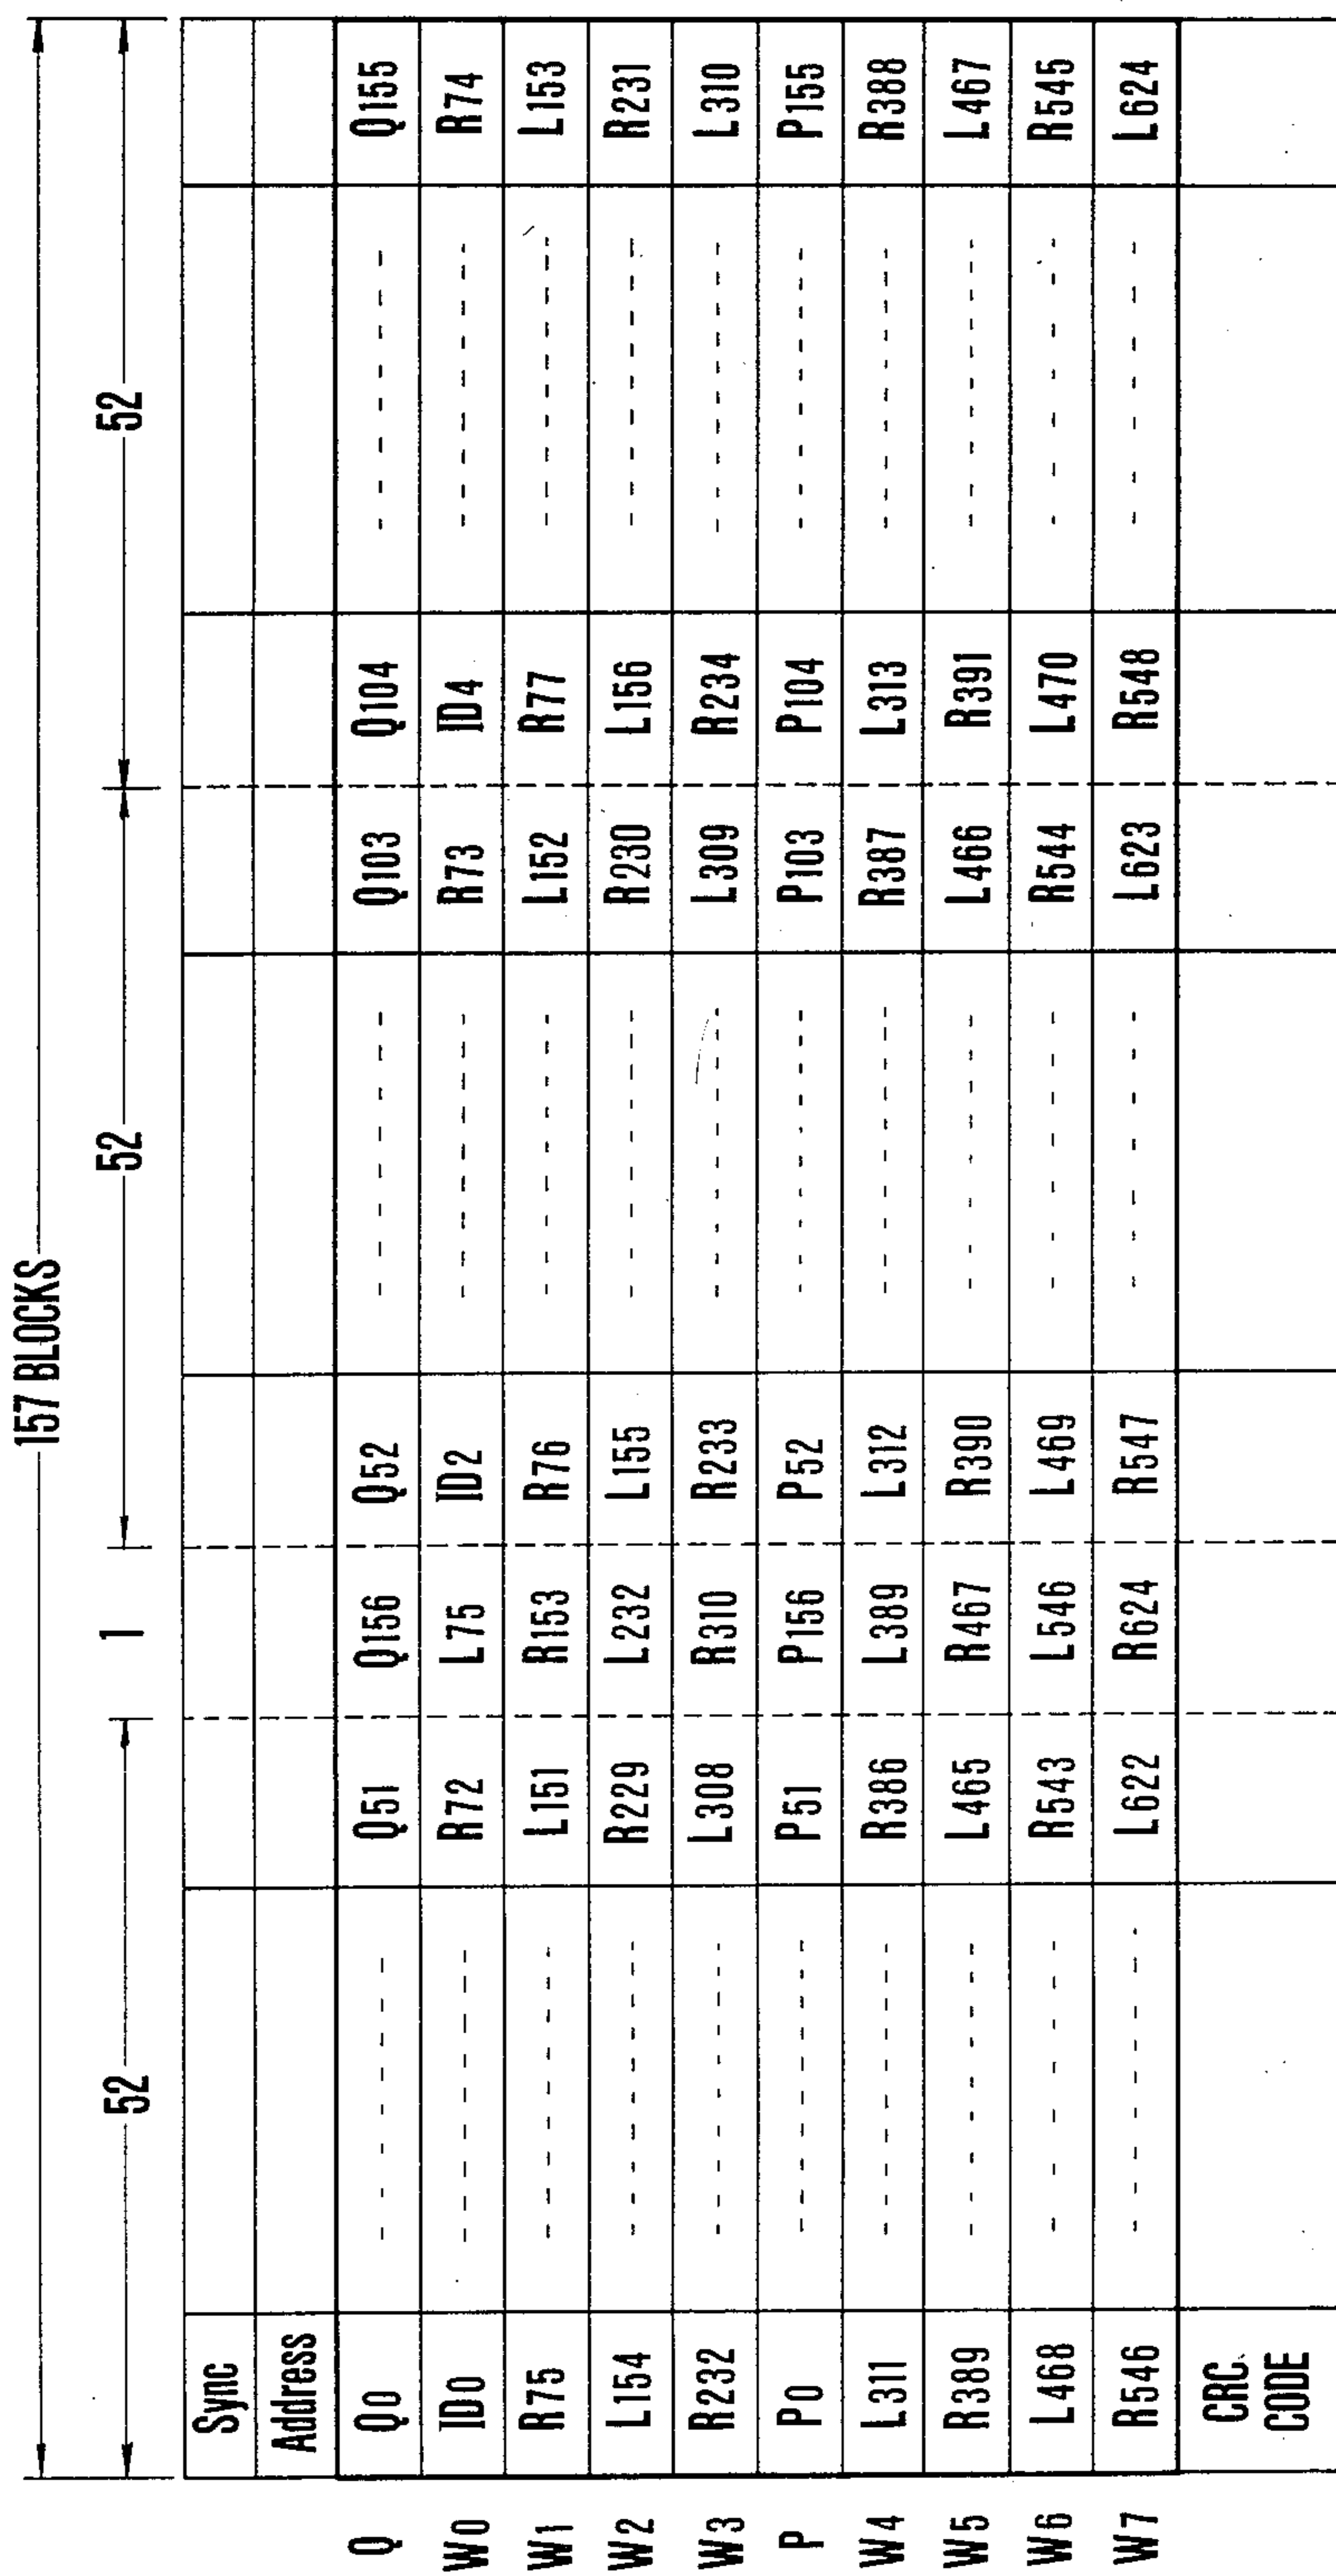 157 BLOCKS
52 1 52 52
Sync
Address
Q Q0 Q51 Q156 Q52 Q103 Q104 Q155
W0 ID0 R72 L75 ID2 R73 ID4 R74
W1 R75 L151 R153 R76 L152 R77 L153
W2 L154 R229 L232 L155 R230 L156 R231
W3 R232 L308 R310 R233 L309 R234 L310
P P0 P51 P156 P52 P103 P104 P155
W4 L311 R386 L389 L312 R387 L313 R388
W5 R389 L465 R467 R390 L466 R391 L467
W6 L468 R543 L546 L469 R544 L470 R545
W7 R546 L622 R624 R547 L623 R548 L624
CRC
CODE